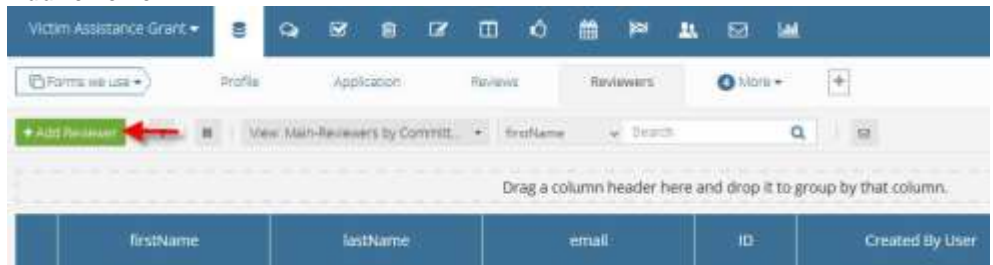 Victim Assistance Grant
Forms we use Profile Application Reviews Reviewers 4 More +
+Add Reviewer View: Main-Reviewers by Committ... firstName Search
Drag a column header here and drop it to group by that column.
firstName lastName email ID Created By User